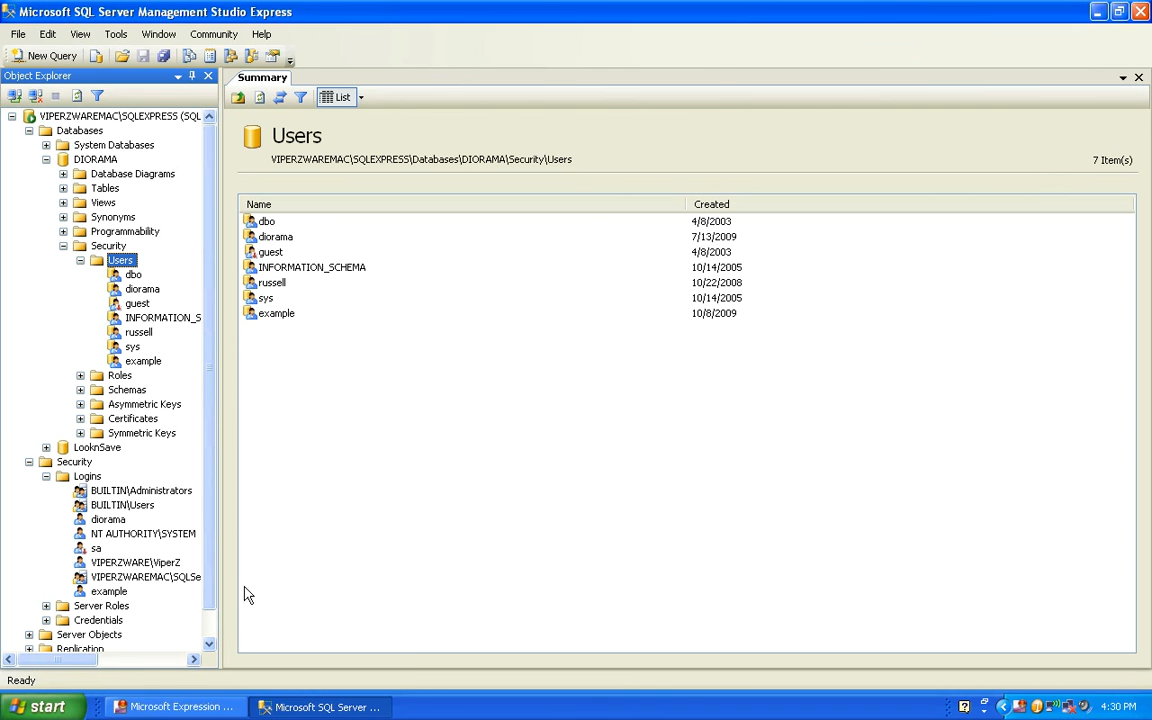 Microsoft SQL Server Management Studio Express
File Edit View Tools Window Community Help
New Query
Object Explorer
VIPERZWAREMAC\SQLEXPRESS (SQL
Databases
System Databases
DIORAMA
Database Diagrams
Tables
Views
Synonyms
Programmability
Security
Users
dbo
diorama
guest
INFORMATION_S
russell
sys
example
Roles
Schemas
Asymmetric Keys
Certificates
Symmetric Keys
LooknSave
Security
Logins
BUILTIN\Administrators
BUILTIN\Users
diorama
NT AUTHORITY\SYSTEM
sa
VIPERZWARE\ViperZ
VIPERZWAREMAC\SQLSe
example
Server Roles
Credentials
Server Objects
Replication
Summary
List
Users
VIPERZWAREMAC\SQLEXPRESS\Databases\DIORAMA\Security\Users
7 Item(s)
Name Created
dbo 4/8/2003
diorama 7/13/2009
guest 4/8/2003
INFORMATION_SCHEMA 10/14/2005
russell 10/22/2008
sys 10/14/2005
example 10/8/2009
Ready
start
Microsoft Expression ...
Microsoft SQL Server ...
4:30 PM